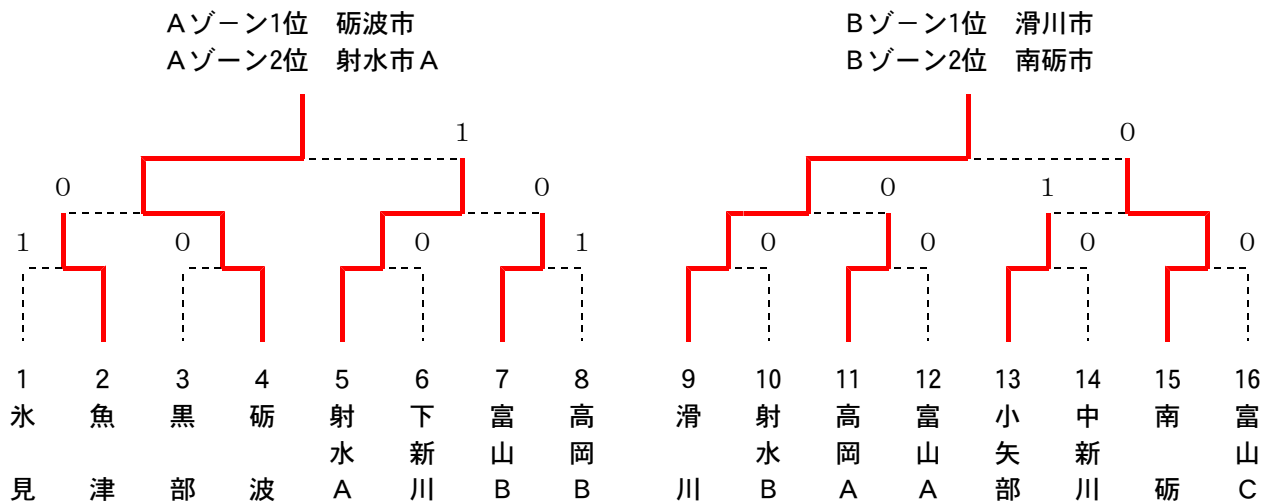 Aゾーン1位　砺波市
Aゾーン2位　射水市A
Bゾーン1位　滑川市
Bゾーン2位　南砺市
1 0
0 0 0 1
1 0 0 1 0 0 0 0
1 2 3 4 5 6 7 8 9 10 11 12 13 14 15 16
氷見
魚津
黒部
砺波
射水A
下新川
富山B
高岡B
滑川
射水B
高岡A
富山A
小矢部
中新川
南砺
富山C